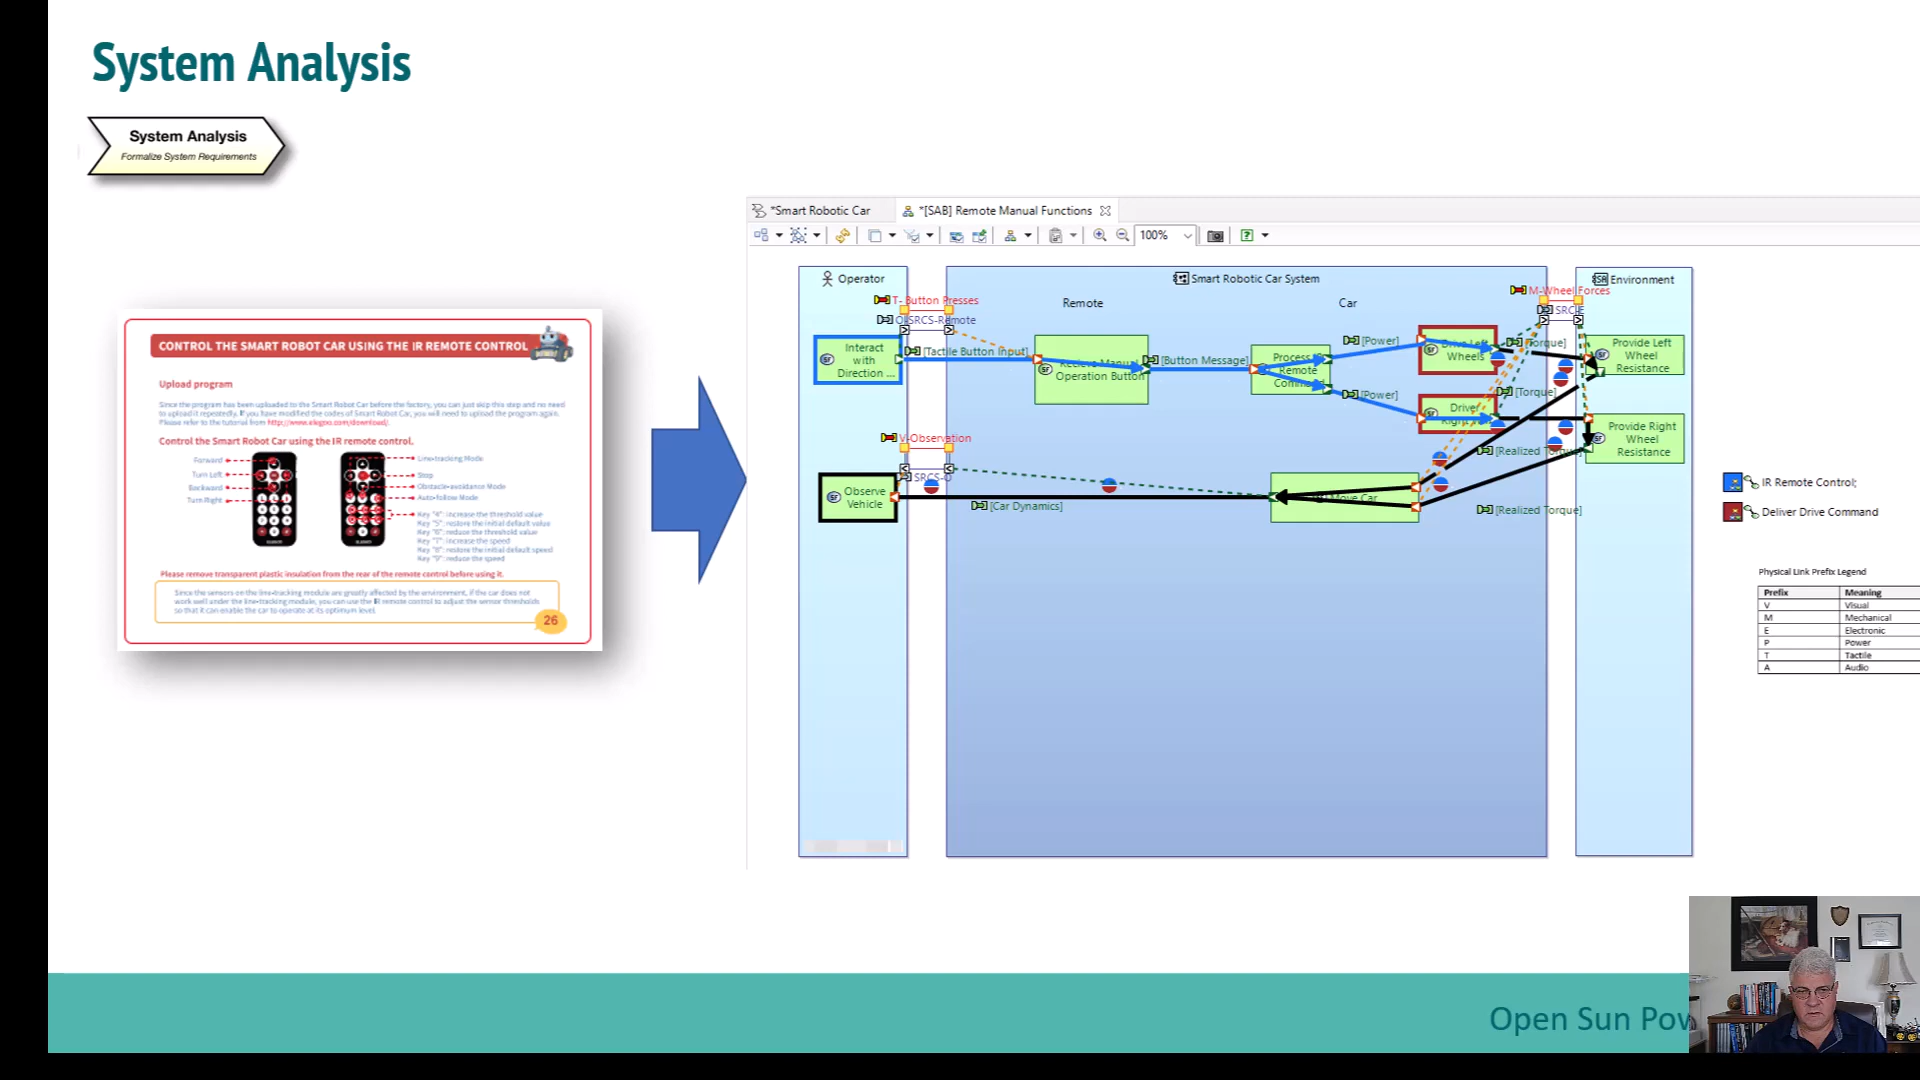 System Analysis
System Analysis
Formalize System Requirements
CONTROL THE SMART ROBOT CAR USING THE IR REMOTE CONTROL
Upload program
Since the program has been uploaded to the Smart Robot Car before the factory, you can just skip this step and no need
to upload it repeatedly. If you have modified the codes of Smart Robot Car, you will need to upload the program again.
Please refer to the tutorial from http://www.elegoo.com/download/.
Control the Smart Robot Car using the IR remote control.
Forward
Turn Left
Backward
Turn Right
Line-tracking Mode
Stop
Obstacle-avoidance Mode
Auto-follow Mode
Key "4": increase the threshold value
Key "5": restore the initial default value
Key "6": reduce the threshold value
Key "7": increase the speed
Key "8": restore the initial default speed
Key "9": reduce the speed
Please remove transparent plastic insulation from the rear of the remote control before using it.
Since the sensors on the line-tracking module are greatly affected by the environment, if the car does not
work well under the line-tracking module, you can use the IR remote control to adjust the sensor thresholds
so that it can enable the car to operate at its optimum level.
26
*Smart Robotic Car
*[SAB] Remote Manual Functions
100%
Operator
Smart Robotic Car System
Environment
Remote
Car
T- Button Presses
SRCS-Remote
M-Wheel Forces
SRC-E
Interact
with
Direction ...
[Tactile Button Input]
Manual
Operation Button
[Button Message]
Process
Remote
Command
[Power]
[Power]
Wheels
[Torque]
[Torque]
Provide Left
Wheel
Resistance
Provide Right
Wheel
Resistance
V-Observation
Observe
Vehicle
[Car Dynamics]
Move Car
[Realized Torque]
[Realized Torque]
IR Remote Control;
Deliver Drive Command
Physical Link Prefix Legend
Prefix Meaning
V Visual
M Mechanical
E Electronic
P Power
T Tactile
A Audio
Open Sun Pow